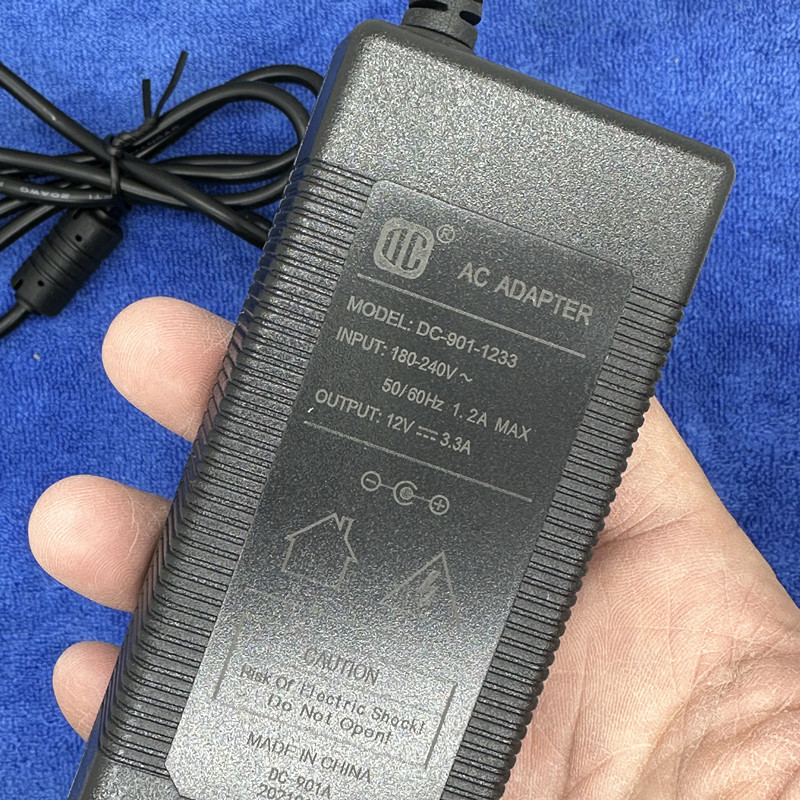 ® AC ADAPTER
MODEL: DC-901-1233
INPUT: 180-240V~
50/60Hz 1.2A MAX
OUTPUT: 12V⎓3.3A
CAUTION
Risk Of Electric Shock!
Do Not Open!
MADE IN CHINA
DC-901A
20AWG